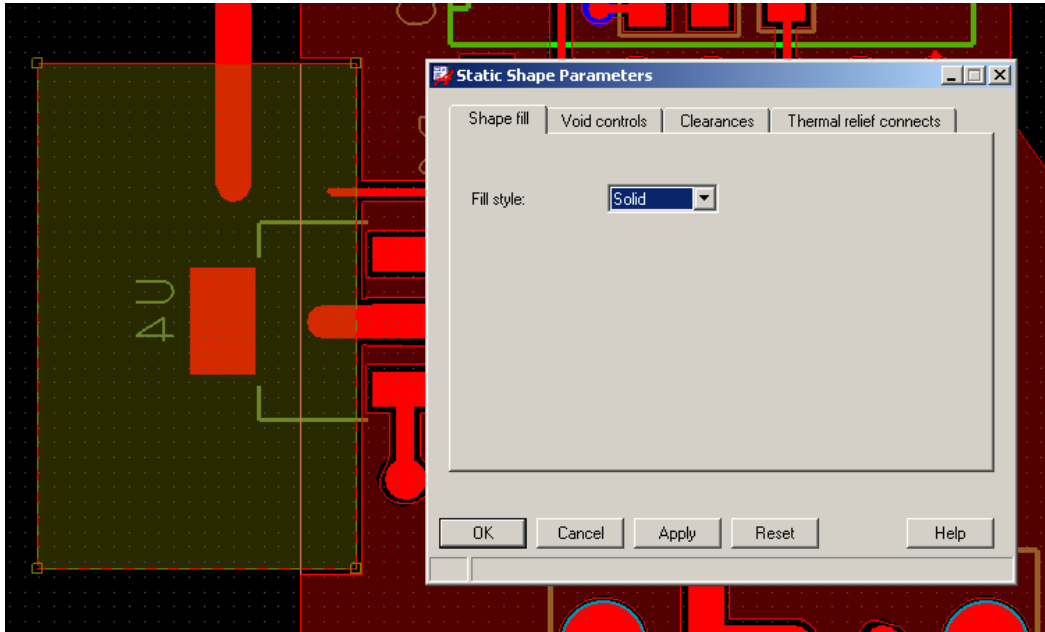 Static Shape Parameters
Shape fill
Void controls
Clearances
Thermal relief connects
Fill style:
Solid
U4
OK
Cancel
Apply
Reset
Help